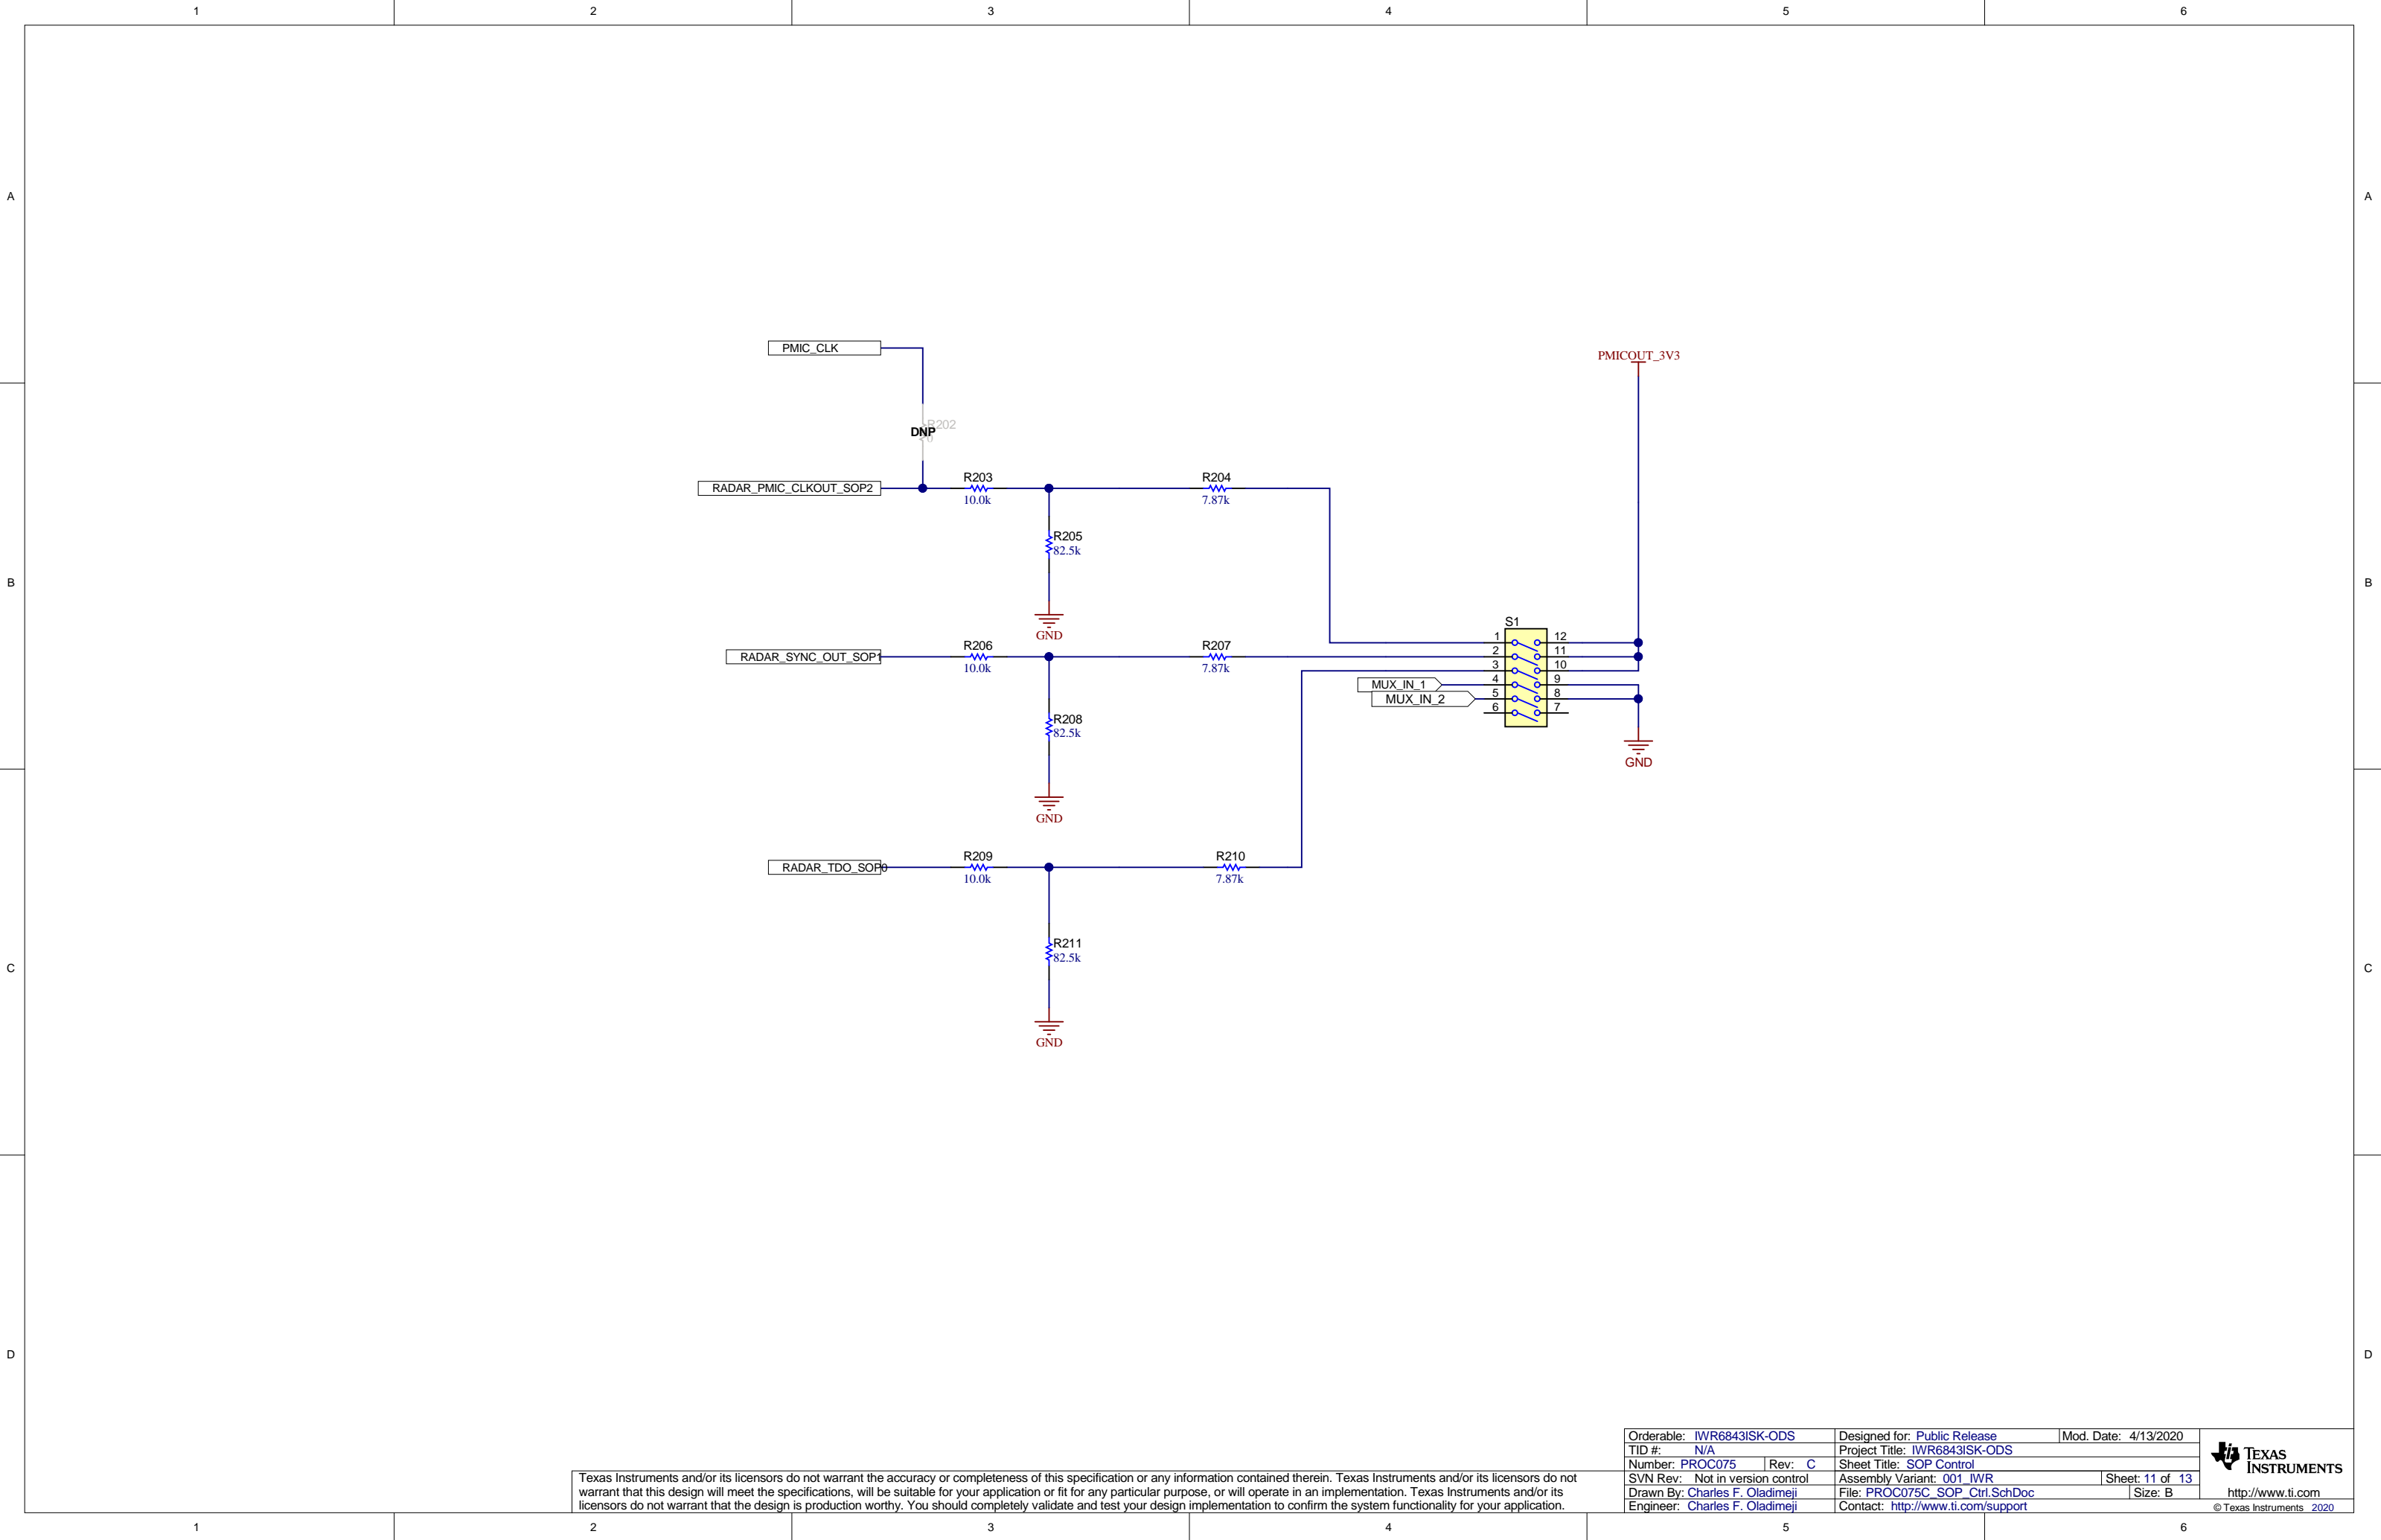 1 2 3 4 5 6
A A
PMIC_CLK
PMICOUT_3V3
R202
DNP
0
RADAR_PMIC_CLKOUT_SOP2
R203
10.0k
R204
7.87k
R205
82.5k
GND
B B
RADAR_SYNC_OUT_SOP1
R206
10.0k
R207
7.87k
R208
82.5k
GND
S1
1 12
2 11
3 10
4 9
5 8
6 7
MUX_IN_1
MUX_IN_2
GND
RADAR_TDO_SOP0
R209
10.0k
R210
7.87k
R211
82.5k
GND
C C
D D
Texas Instruments and/or its licensors do not warrant the accuracy or completeness of this specification or any information contained therein. Texas Instruments and/or its licensors do not
warrant that this design will meet the specifications, will be suitable for your application or fit for any particular purpose, or will operate in an implementation. Texas Instruments and/or its
licensors do not warrant that the design is production worthy. You should completely validate and test your design implementation to confirm the system functionality for your application.
Orderable: IWR6843ISK-ODS Designed for: Public Release Mod. Date: 4/13/2020
TID #: N/A Project Title: IWR6843ISK-ODS
Number: PROC075 Rev: C Sheet Title: SOP Control
SVN Rev: Not in version control Assembly Variant: 001_IWR Sheet: 11 of 13
Drawn By: Charles F. Oladimeji File: PROC075C_SOP_Ctrl.SchDoc Size: B
Engineer: Charles F. Oladimeji Contact: http://www.ti.com/support
TEXAS
INSTRUMENTS
http://www.ti.com
© Texas Instruments 2020
1 2 3 4 5 6